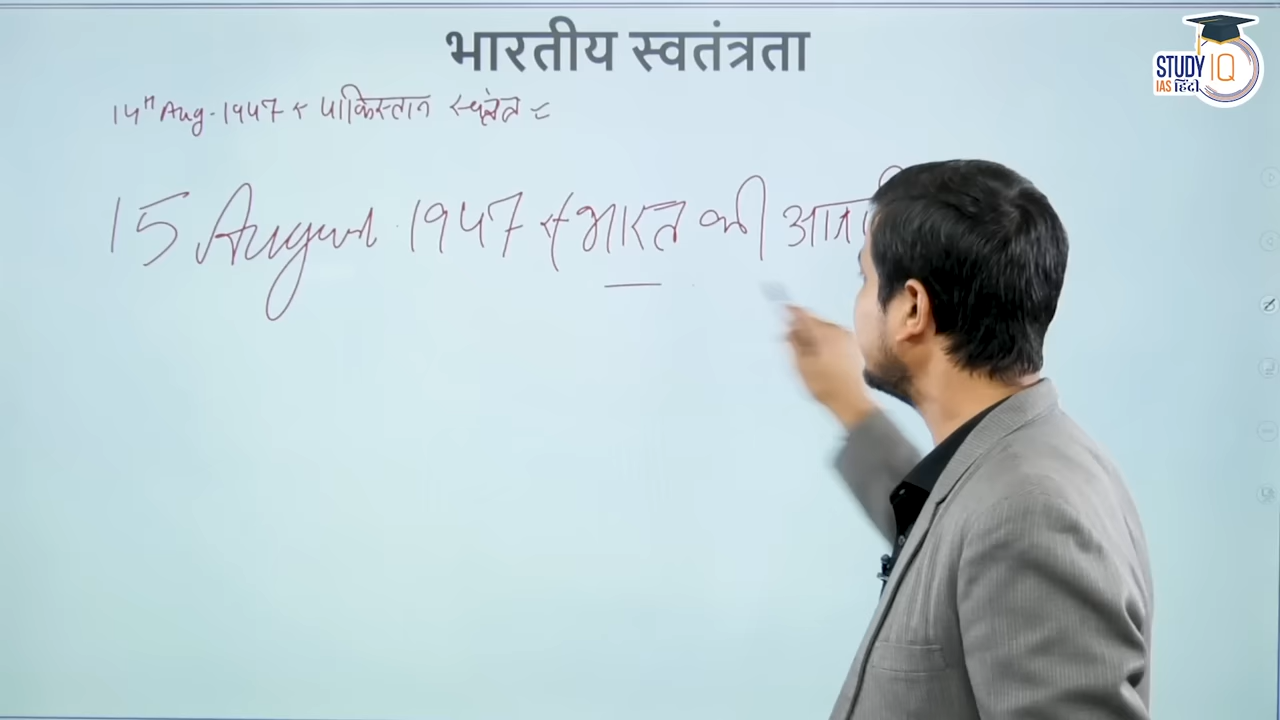 भारतीय स्वतंत्रता
STUDY IQ
IAS हिंदी
14th Aug. 1947 पाकिस्तान स्वतंत्र =
15 August 1947 भारत की